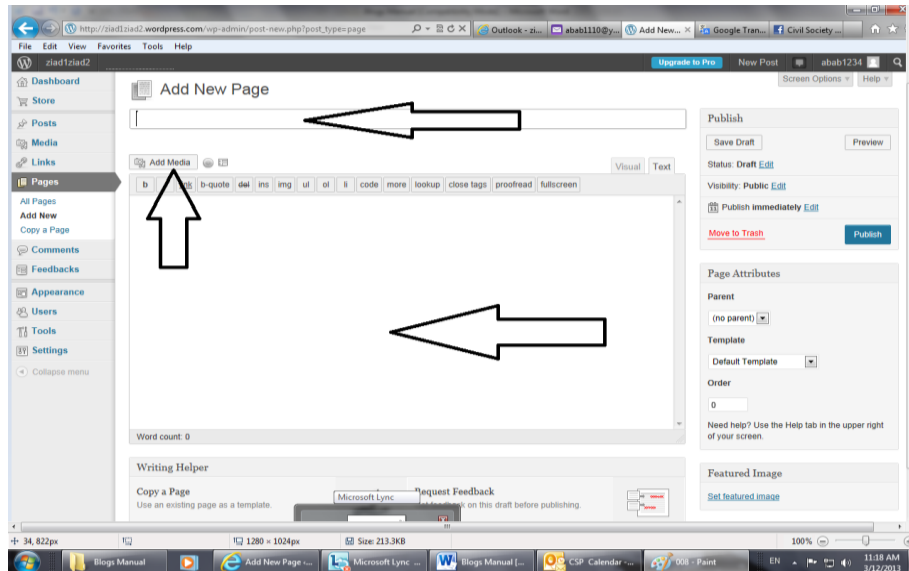 http://ziad1ziad2.wordpress.com/wp-admin/post-new.php?post_type=page
Outlook - zi...
abab1110@y...
Add New...
Google Tran...
Civil Society ...
File Edit View Favorites Tools Help
ziad1ziad2
Upgrade to Pro
New Post
abab1234
Screen Options
Help
Dashboard
Store
Posts
Media
Links
Pages
All Pages
Add New
Copy a Page
Comments
Feedbacks
Appearance
Users
Tools
Settings
Collapse menu
Add New Page
Add Media
Visual Text
b link b-quote del ins img ul ol li code more lookup close tags proofread fullscreen
Word count: 0
Writing Helper
Copy a Page
Use an existing page as a template.
Request Feedback
on this draft before publishing.
Microsoft Lync
Publish
Save Draft
Preview
Status: Draft Edit
Visibility: Public Edit
Publish immediately Edit
Move to Trash
Publish
Page Attributes
Parent
(no parent)
Template
Default Template
Order
0
Need help? Use the Help tab in the upper right
of your screen.
Featured Image
Set featured image
34, 822px
1280 × 1024px
Size: 213.3KB
100%
Blogs Manual
Add New Page ‹...
Microsoft Lync ...
Blogs Manual [...
CSP Calendar -...
008 - Paint
EN
11:18 AM
3/12/2013